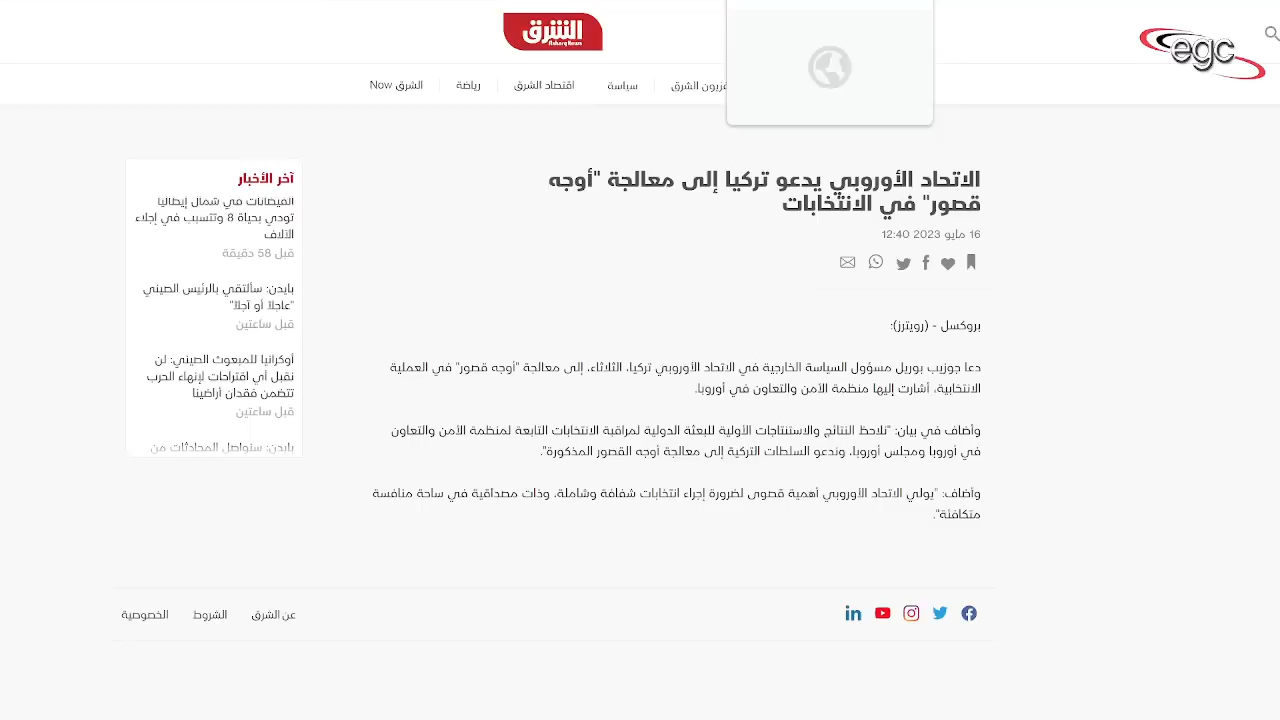 الشرق
Asharq News
egc
فزيون الشرق
سياسة
اقتصاد الشرق
رياضة
الشرق Now
الاتحاد الأوروبي يدعو تركيا إلى معالجة "أوجه
قصور" في الانتخابات
16 مايو 2023 12:40
بروكسل - (رويترز):
دعا جوزيب بوريل مسؤول السياسة الخارجية في الاتحاد الأوروبي تركيا، الثلاثاء، إلى معالجة "أوجه قصور" في العملية
الانتخابية، أشارت إليها منظمة الأمن والتعاون في أوروبا.
وأضاف في بيان: "نلاحظ النتائج والاستنتاجات الأولية للبعثة الدولية لمراقبة الانتخابات التابعة لمنظمة الأمن والتعاون
في أوروبا ومجلس أوروبا، وندعو السلطات التركية إلى معالجة أوجه القصور المذكورة".
وأضاف: "يولي الاتحاد الأوروبي أهمية قصوى لضرورة إجراء انتخابات شفافة وشاملة، وذات مصداقية في ساحة منافسة
متكافئة".
آخر الأخبار
الفيضانات في شمال إيطاليا
تودي بحياة 8 وتتسبب في إجلاء
الآلاف
قبل 58 دقيقة
بايدن: سألتقي بالرئيس الصيني
"عاجلاً أو آجلاً"
قبل ساعتين
أوكرانيا للمبعوث الصيني: لن
نقبل أي اقتراحات لإنهاء الحرب
تتضمن فقدان أراضينا
قبل ساعتين
بايدن: سنواصل المحادثات من
عن الشرق
الشروط
الخصوصية